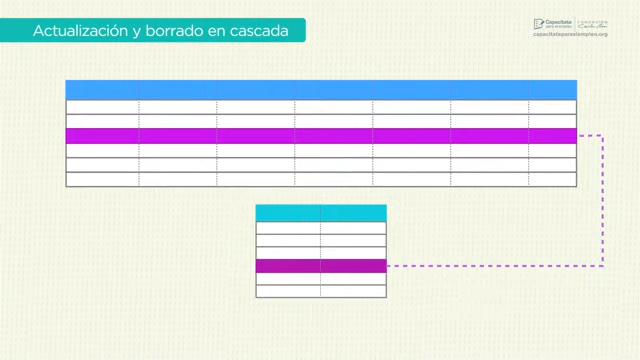 Actualización y borrado en cascada
Capacítate
para el empleo
FUNDACIÓN
Carlos Slim
capacitateparaelempleo.org